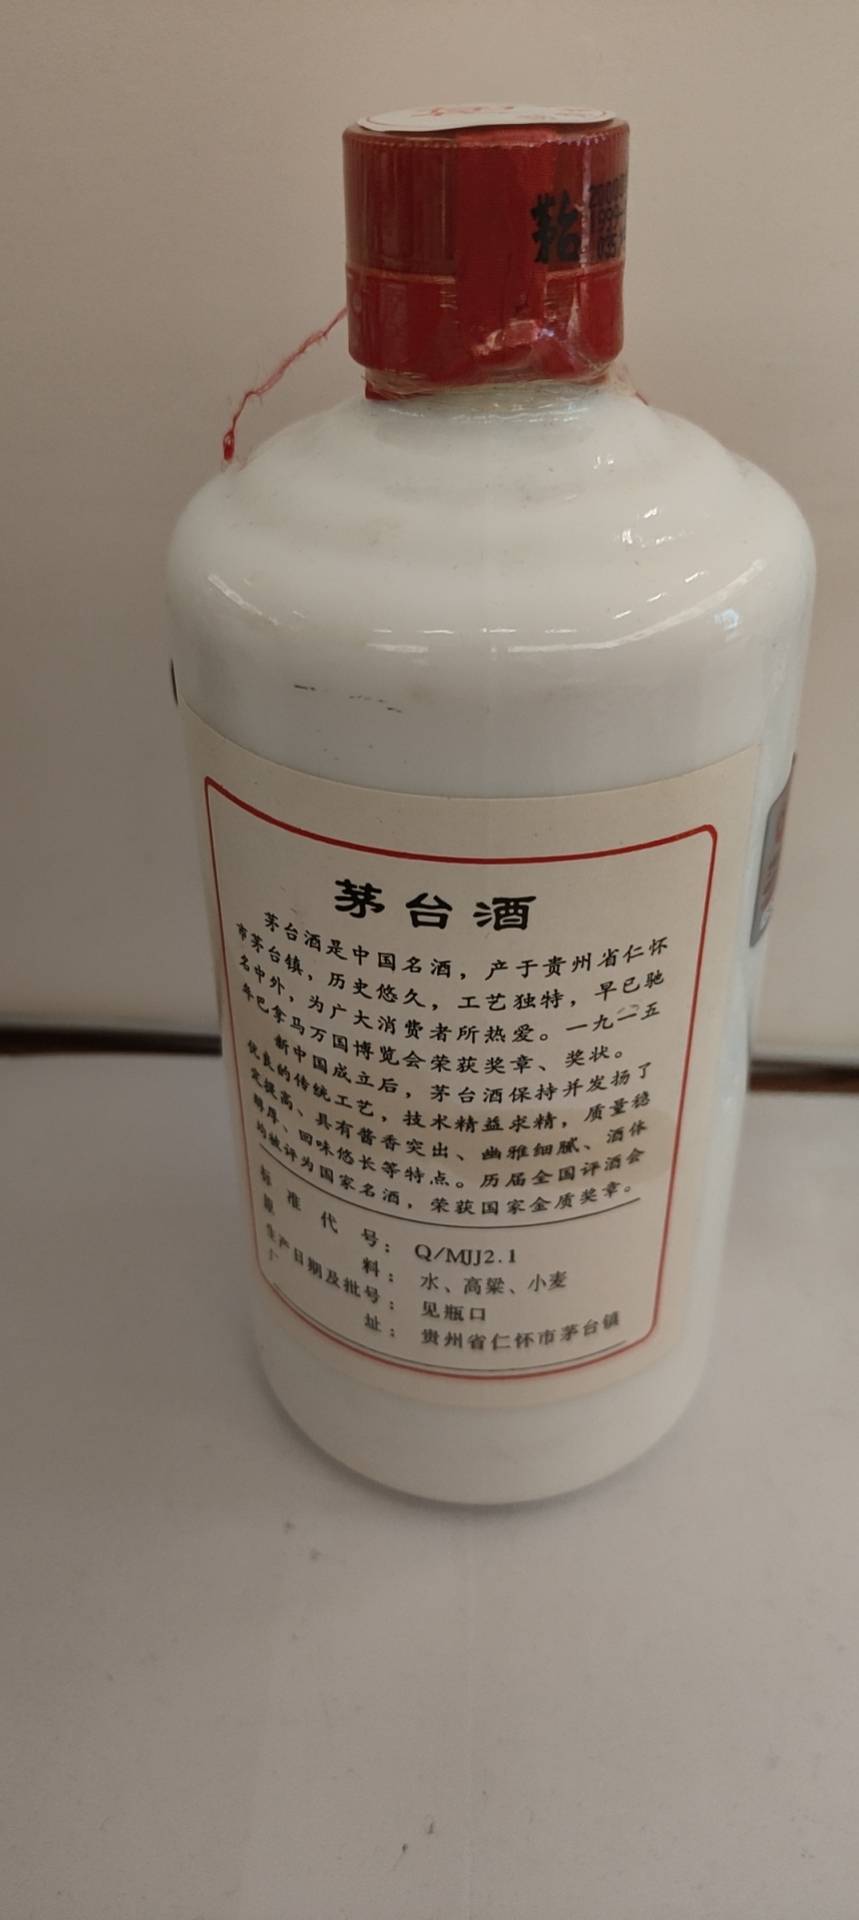 茅台酒
茅台酒是中国名酒，产于贵州省仁怀
市茅台镇，历史悠久，工艺独特，早已驰
名中外，为广大消费者所热爱。一九一五
年巴拿马万国博览会荣获奖章、奖状。
新中国成立后，茅台酒保持并发扬了
优良的传统工艺，技术精益求精，质量稳
定提高、具有酱香突出、幽雅细腻、酒体
醇厚、回味悠长等特点。历届全国评酒会
均被评为国家名酒，荣获国家金质奖章。
标准代号：Q/MJJ2.1
原料：水、高粱、小麦
生产日期及批号：见瓶口
厂址：贵州省仁怀市茅台镇